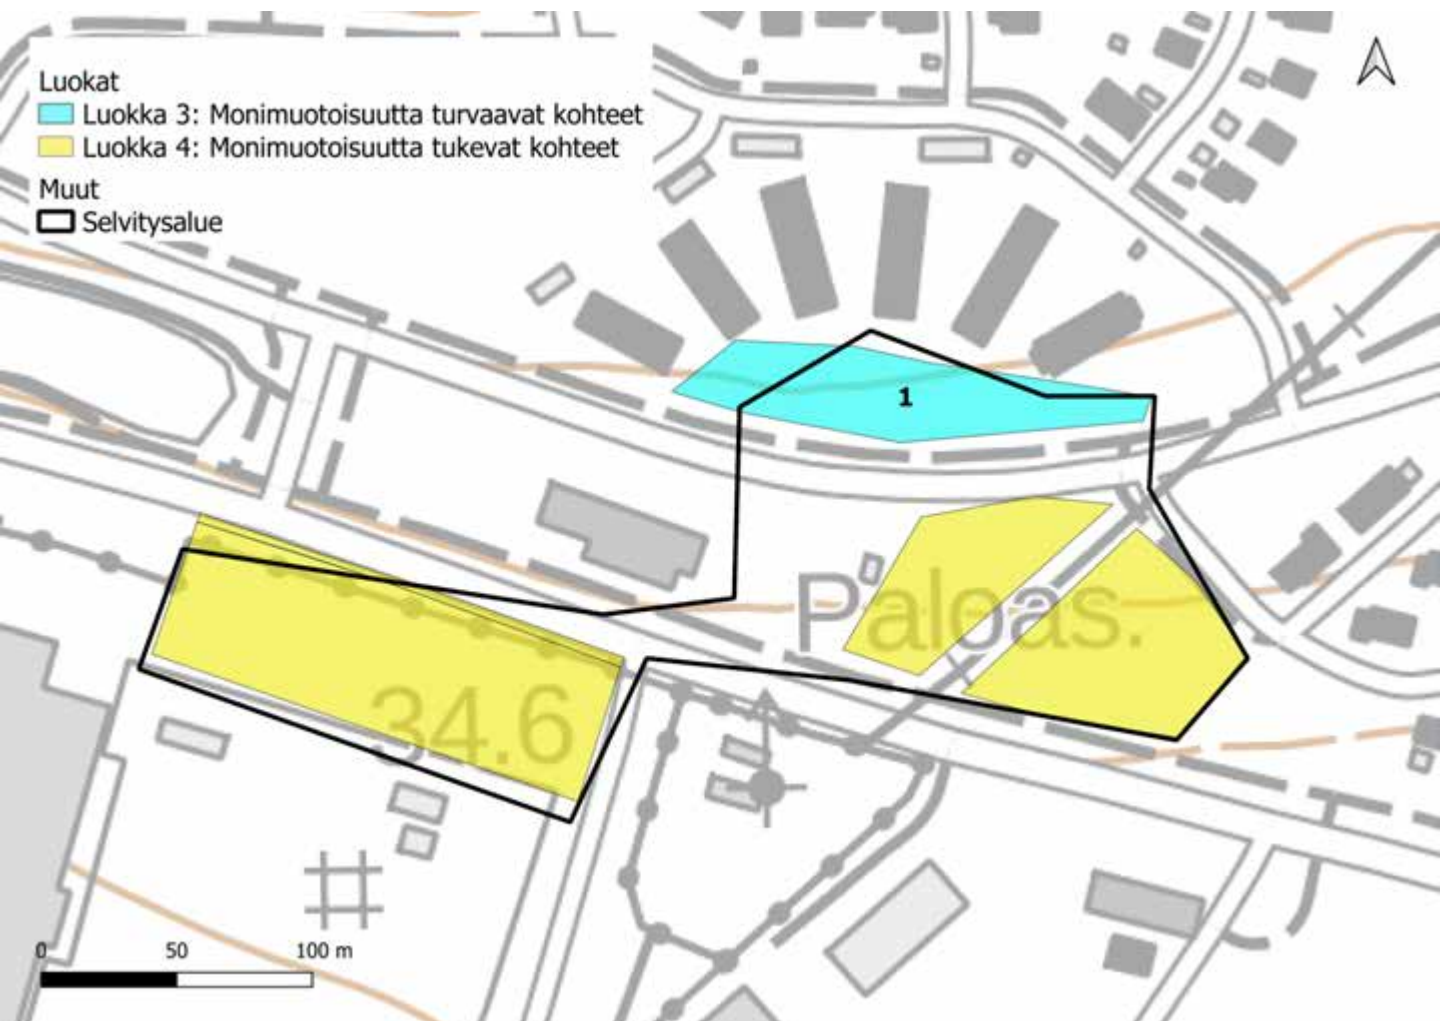 Luokat
Luokka 3: Monimuotoisuutta turvaavat kohteet
Luokka 4: Monimuotoisuutta tukevat kohteet
Muut
Selvitysalue
1
Paloas.
34.6
0 50 100 m